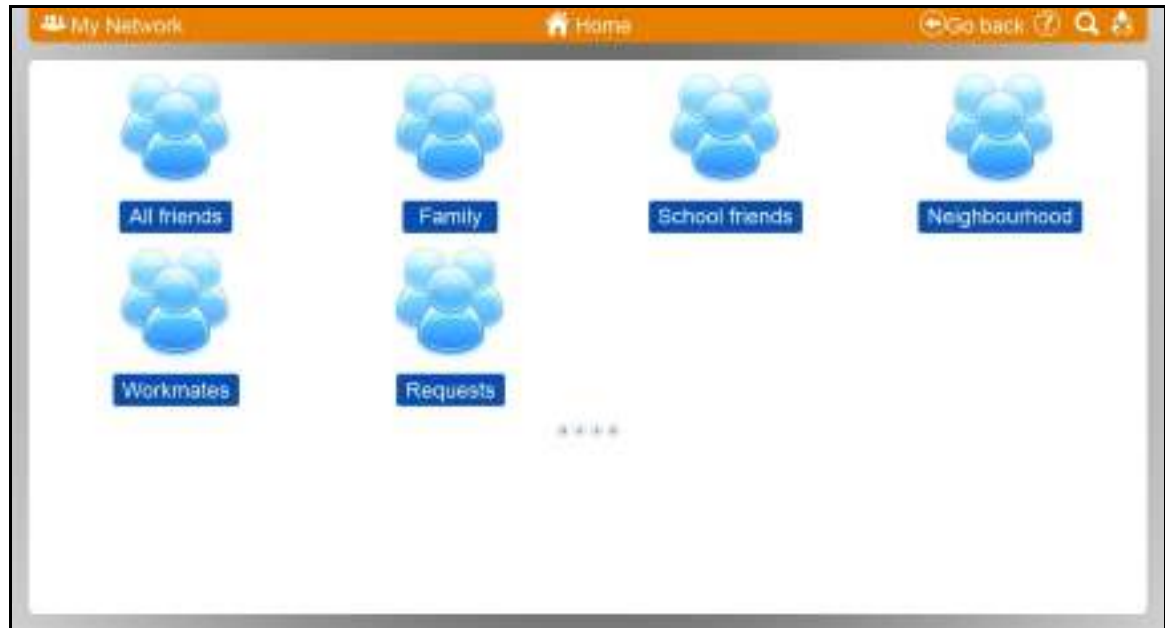 My Network Home Go back ?
All friends Family School friends Neighbourhood
Workmates Requests